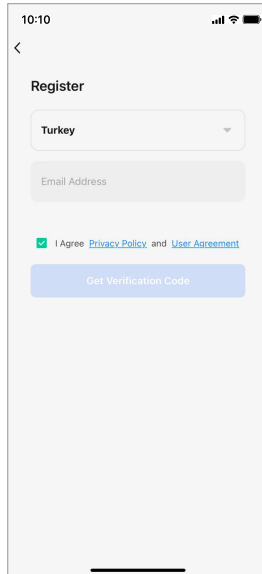 10:10
Register
Turkey
Email Address
I Agree Privacy Policy and User Agreement
Get Verification Code